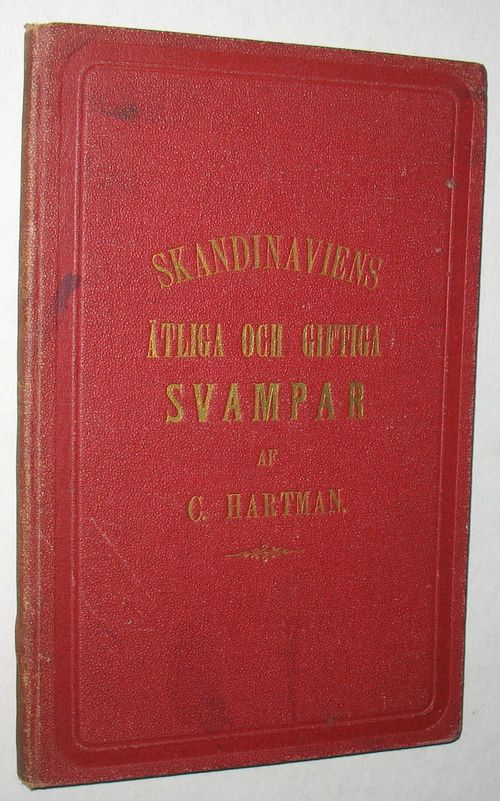 SKANDINAVIENS
ÄTLIGA OCH GIFTIGA
SVAMPAR
AF
C. HARTMAN.